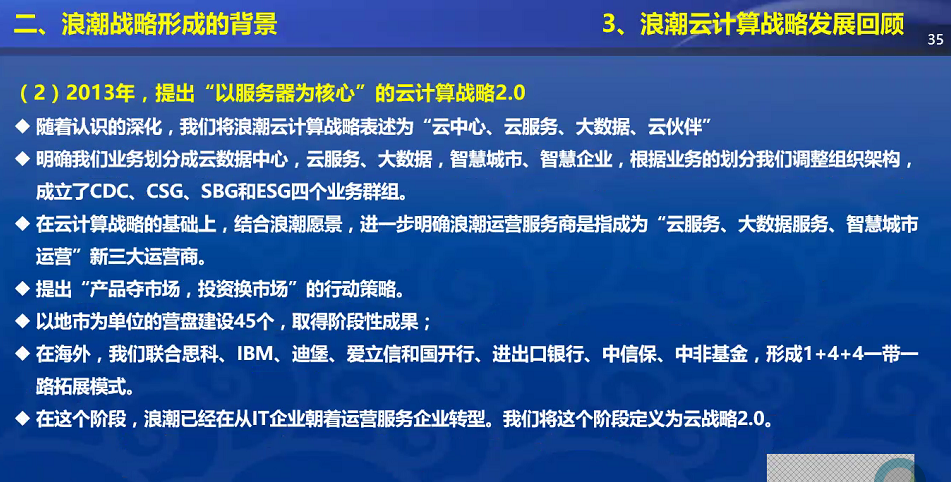 二、浪潮战略形成的背景
3、浪潮云计算战略发展回顾
35
（2）2013年，提出“以服务器为核心”的云计算战略2.0
◆ 随着认识的深化，我们将浪潮云计算战略表述为“云中心、云服务、大数据、云伙伴”
◆ 明确我们业务划分成云数据中心，云服务、大数据，智慧城市、智慧企业，根据业务的划分我们调整组织架构，
成立了CDC、CSG、SBG和ESG四个业务群组。
◆ 在云计算战略的基础上，结合浪潮愿景，进一步明确浪潮运营服务商是指成为“云服务、大数据服务、智慧城市
运营”新三大运营商。
◆ 提出“产品夺市场，投资换市场”的行动策略。
◆ 以地市为单位的营盘建设45个，取得阶段性成果；
◆ 在海外，我们联合思科、IBM、迪堡、爱立信和国开行、进出口银行、中信保、中非基金，形成1+4+4一带一
路拓展模式。
◆ 在这个阶段，浪潮已经在从IT企业朝着运营服务企业转型。我们将这个阶段定义为云战略2.0。